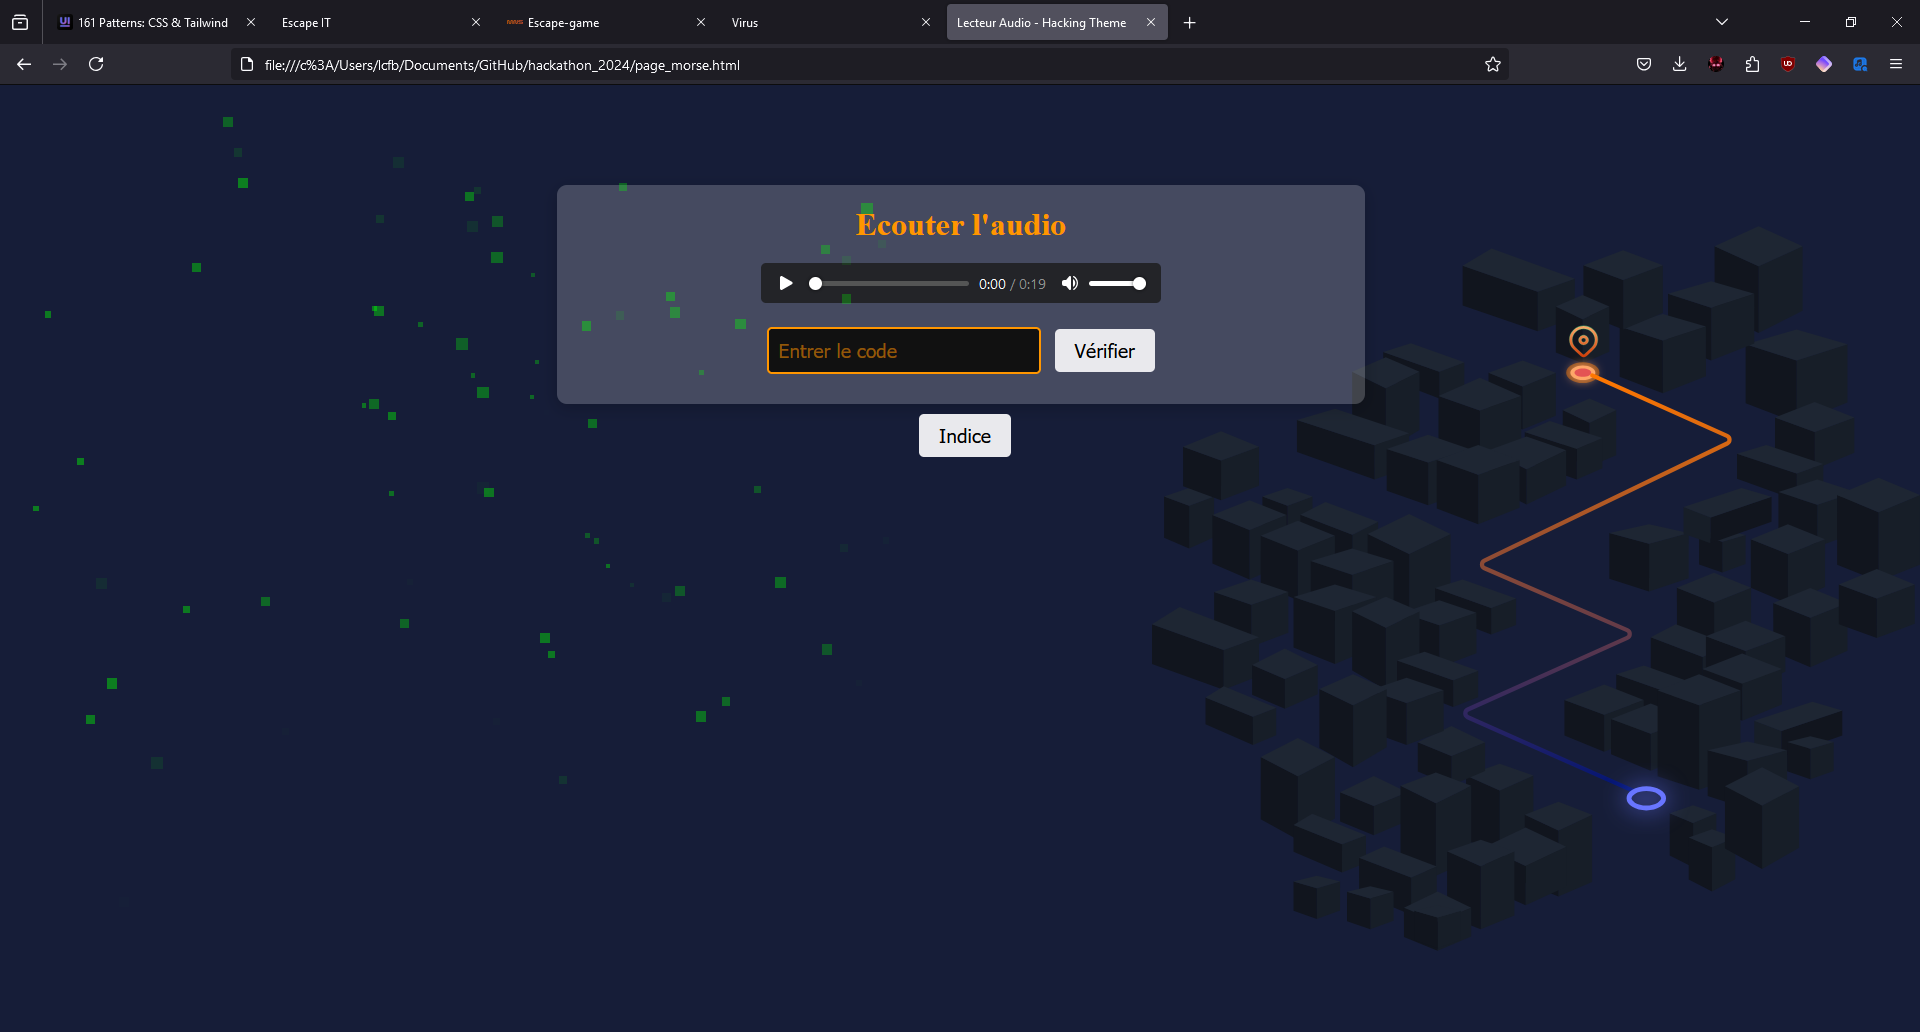 161 Patterns: CSS & Tailwind
Escape IT
Escape-game
Virus
Lecteur Audio - Hacking Theme
file:///c%3A/Users/lcfb/Documents/GitHub/hackathon_2024/page_morse.html
Ecouter l'audio
0:00 / 0:19
Entrer le code
Vérifier
Indice